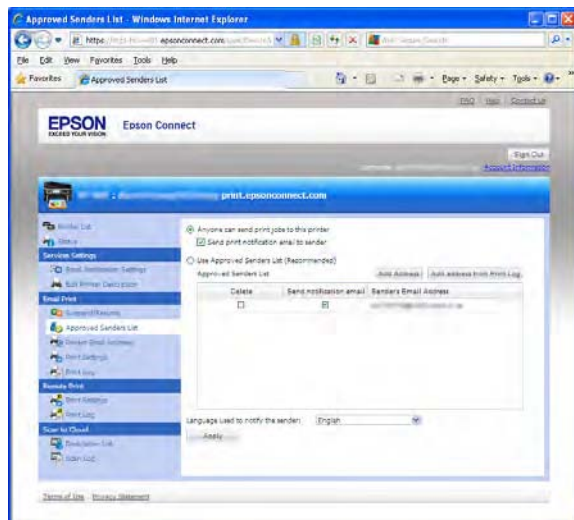 Approved Senders List - Windows Internet Explorer
epsonconnect.com
File Edit View Favorites Tools Help
Favorites Approved Senders List
Page Safety Tools
FAQ Help Contact Us
EPSON Epson Connect
EXCEED YOUR VISION
Sign Out
Account Information
print.epsonconnect.com
Printer List
Status
Services Settings
Email Notification Settings
Edit Printer Description
Email Print
Suspend/Resume
Approved Senders List
Print Settings
Print Log
Remote Print
Print Settings
Print Log
Scan to Cloud
Destination List
Scan Log
Anyone can send print jobs to this printer
Send print notification email to sender
Use Approved Senders List (Recommended)
Approved Senders List Add Address Add address from Print Log
Delete Send notification email Senders Email Address
Language used to notify the sender: English
Apply
Terms of Use Privacy Statement